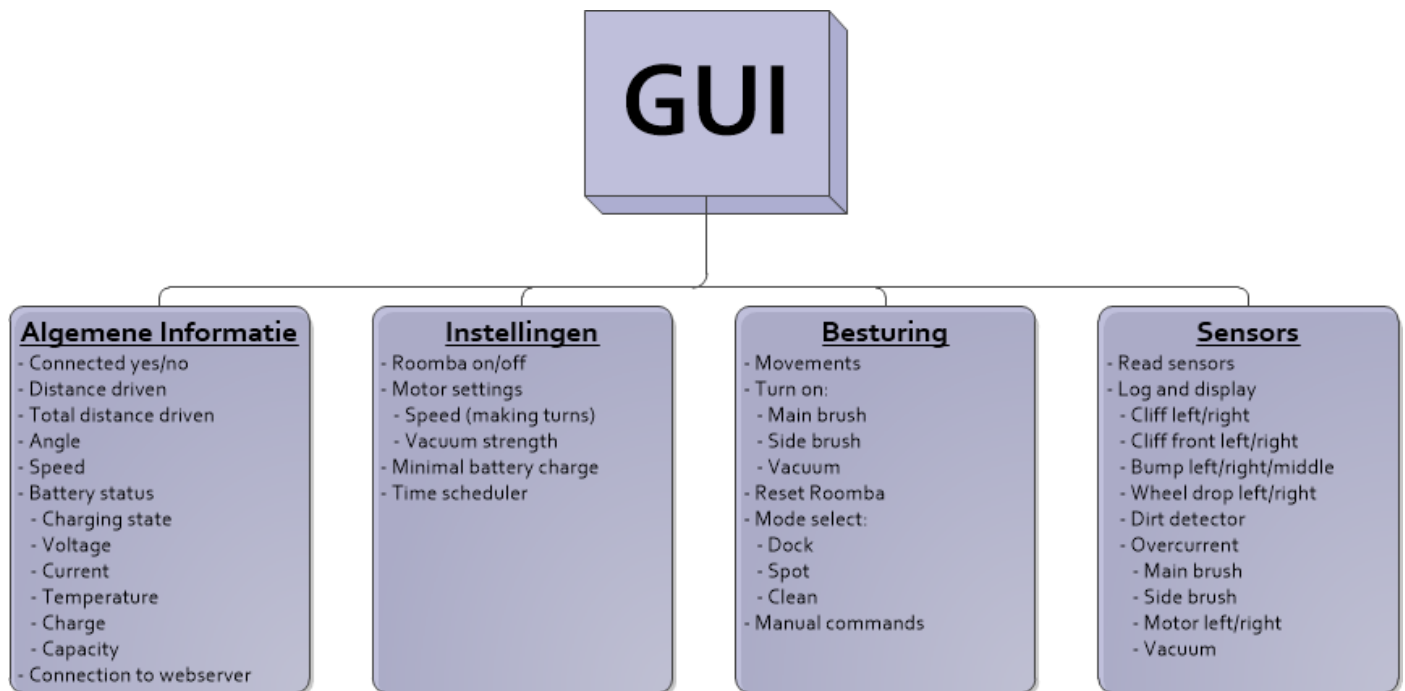 GUI
Algemene Informatie
- Connected yes/no
- Distance driven
- Total distance driven
- Angle
- Speed
- Battery status
- Charging state
- Voltage
- Current
- Temperature
- Charge
- Capacity
- Connection to webserver
Instellingen
- Roomba on/off
- Motor settings
- Speed (making turns)
- Vacuum strength
- Minimal battery charge
- Time scheduler
Besturing
- Movements
- Turn on:
- Main brush
- Side brush
- Vacuum
- Reset Roomba
- Mode select:
- Dock
- Spot
- Clean
- Manual commands
Sensors
- Read sensors
- Log and display
- Cliff left/right
- Cliff front left/right
- Bump left/right/middle
- Wheel drop left/right
- Dirt detector
- Overcurrent
- Main brush
- Side brush
- Motor left/right
- Vacuum